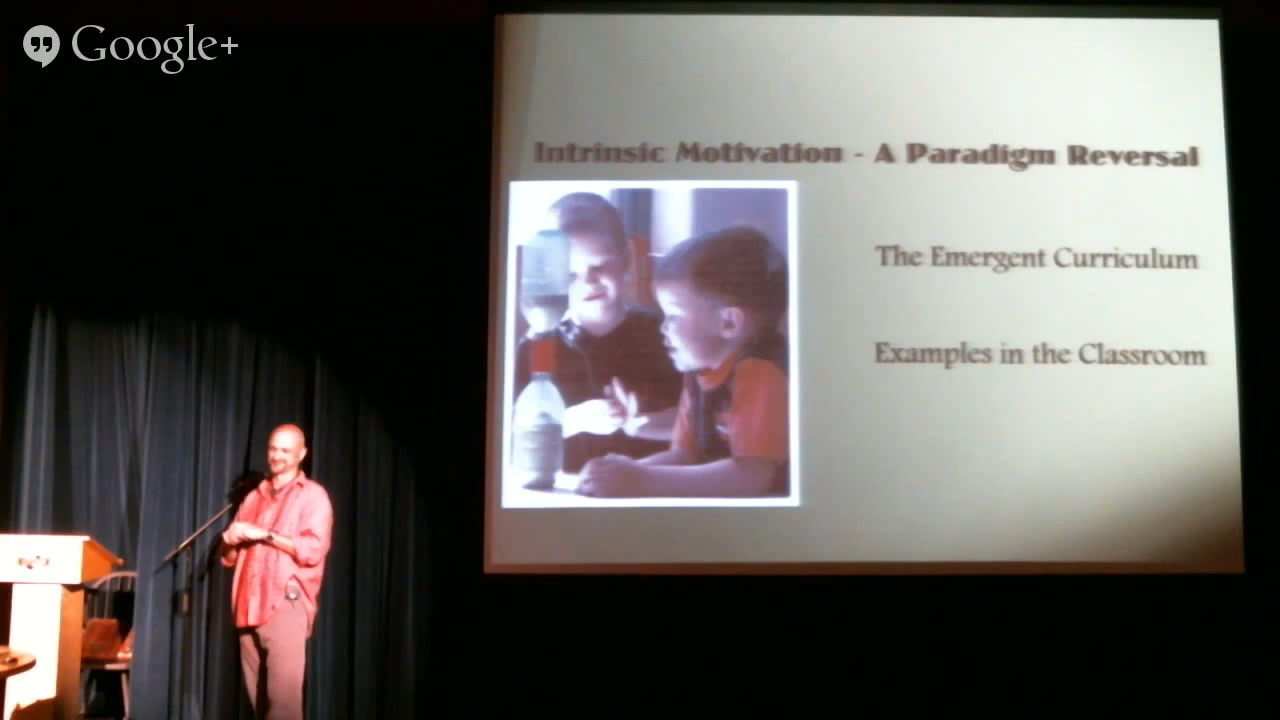 Google+
Intrinsic Motivation - A Paradigm Reversal
The Emergent Curriculum
Examples in the Classroom